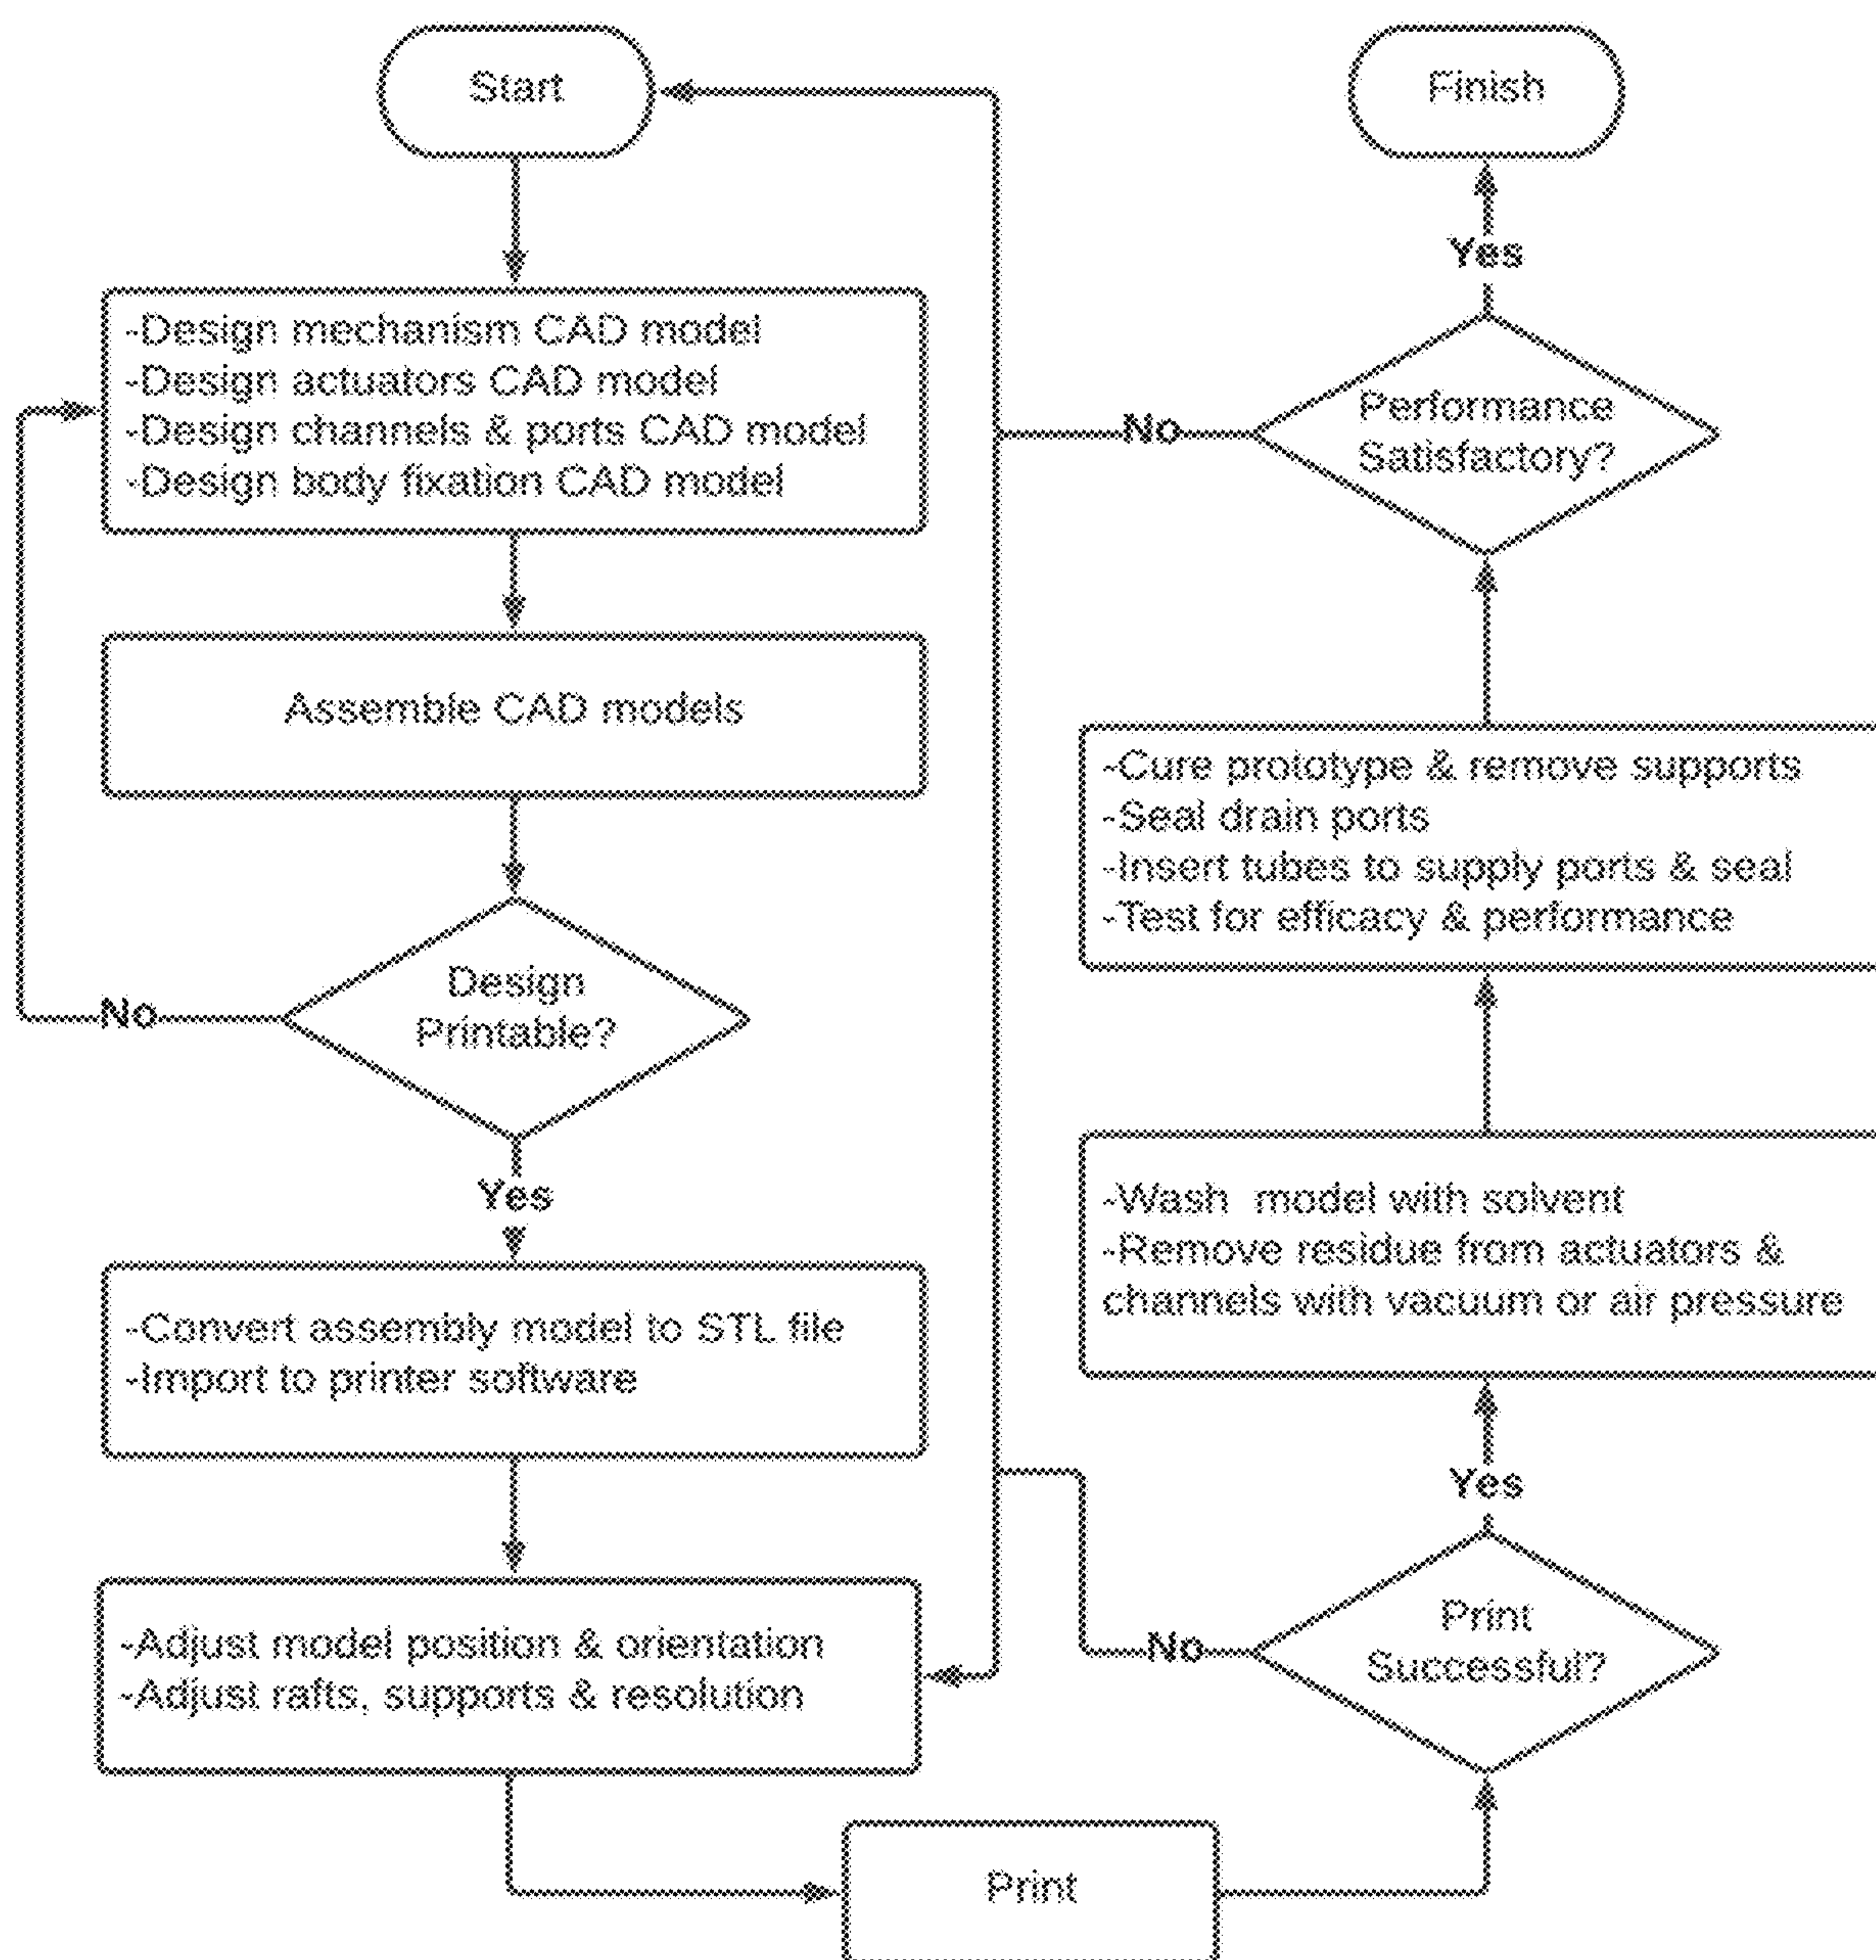 Start
-Design mechanism CAD model
-Design actuators CAD model
-Design channels & ports CAD model
-Design body fixation CAD model
Assemble CAD models
Design
Printable?
No
Yes
-Convert assembly model to STL file
-Import to printer software
-Adjust model position & orientation
-Adjust rafts, supports & resolution
Print
Print
Successful?
No
Yes
-Wash  model with solvent
-Remove residue from actuators &
channels with vacuum or air pressure
-Cure prototype & remove supports
-Seal drain ports
-Insert tubes to supply ports & seal
-Test for efficacy & performance
Performance
Satisfactory?
No
Yes
Finish